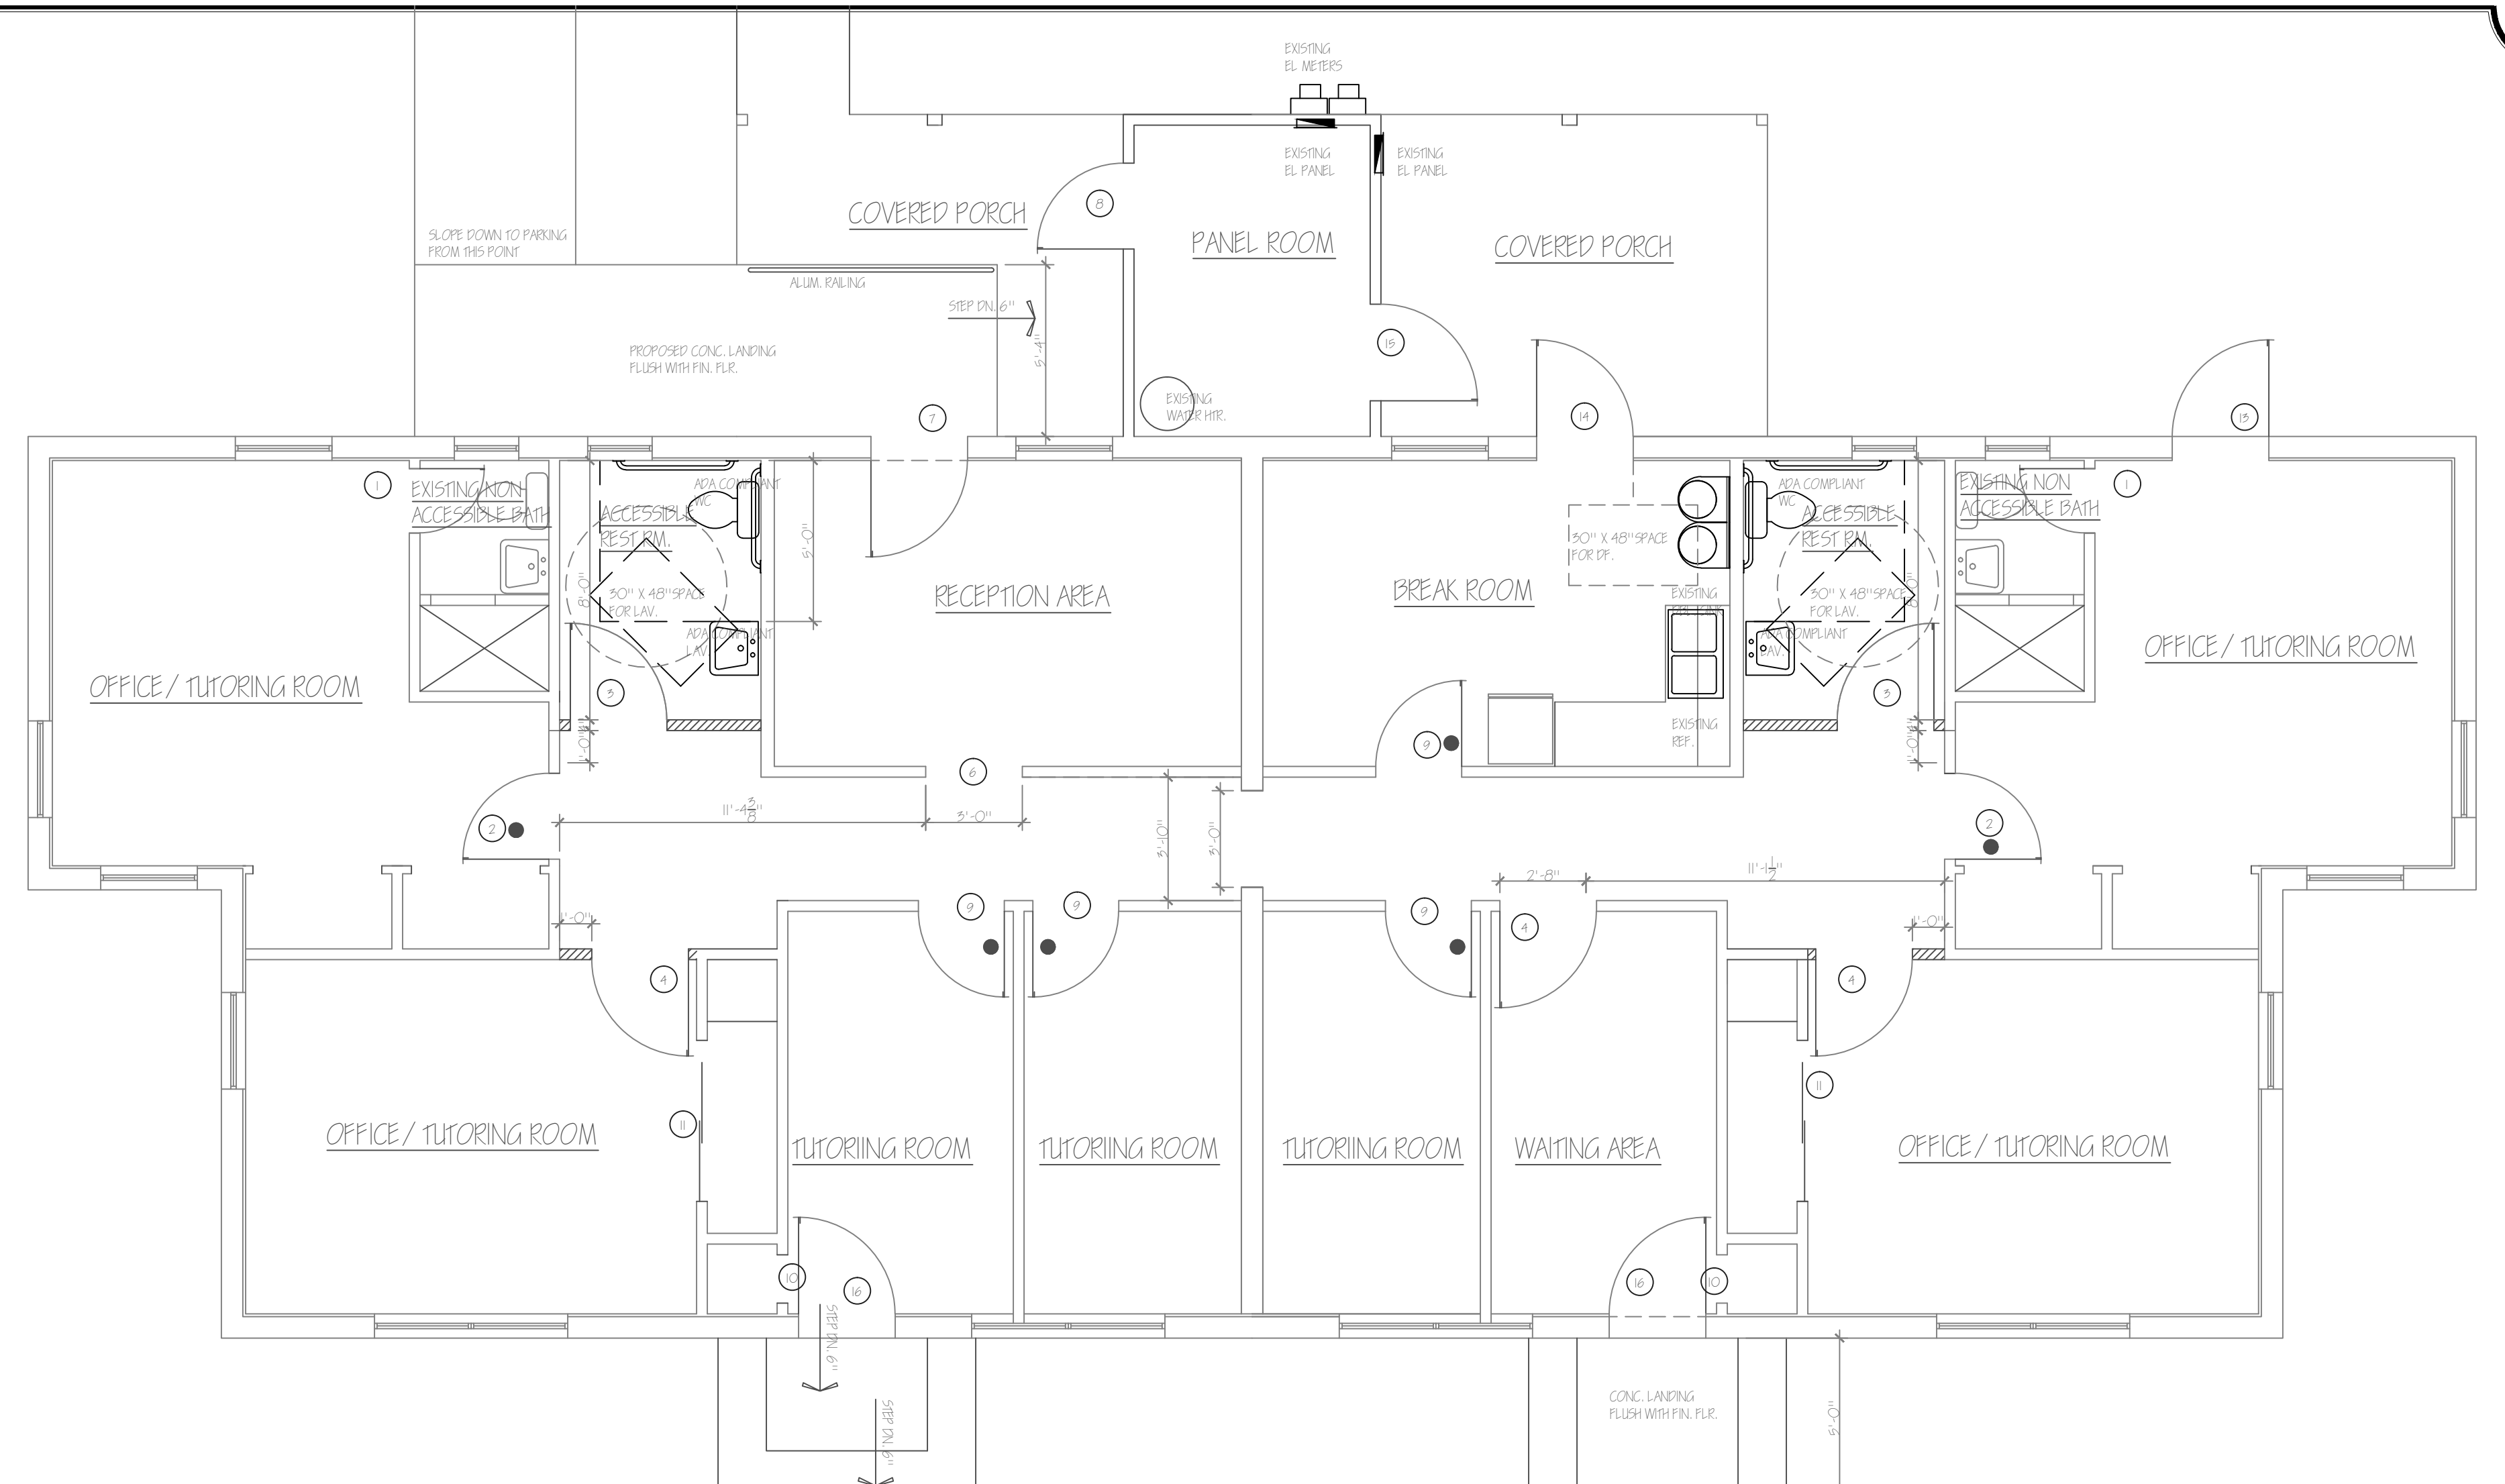 EXISTING
EL METERS
EXISTING
EL PANEL
EXISTING
EL PANEL
8
COVERED PORCH
PANEL ROOM
COVERED PORCH
SLOPE DOWN TO PARKING
FROM THIS POINT
ALUM. RAILING
STEP DN. 6"
5'-4"
15
PROPOSED CONC. LANDING
FLUSH WITH FIN. FLR.
EXISTING
WATER HTR.
7
14
13
1
EXISTING NON
ACCESSIBLE BATH
ADA COMPLIANT
WC
ACCESSIBLE
REST RM.
5'-0"
8'-0"
30" X 48"SPACE
FOR LAV.
ADA COMPLIANT
LAV.
RECEPTION AREA
BREAK ROOM
30" X 48"SPACE
FOR DF.
EXISTING
ADA COMPLIANT
WC
ACCESSIBLE
REST RM.
30" X 48"SPACE
FOR LAV.
ADA COMPLIANT
LAV.
EXISTING NON
ACCESSIBLE BATH
1
OFFICE/ TUTORING ROOM
OFFICE/ TUTORING ROOM
3
3
1'-0"
EXISTING
REF.
1'-0"
9
6
11'-4 3/8"
3'-0"
3'-10"
3'-0"
2
2
2'-8"
11'-1 1/2"
1'-0"
9
9
9
4
1'-0"
4
4
11
11
OFFICE/ TUTORING ROOM
TUTORIING ROOM
TUTORIING ROOM
TUTORIING ROOM
WAITING AREA
OFFICE/ TUTORING ROOM
10
16
16
10
STEP DN. 6"
STEP DN. 6"
CONC. LANDING
FLUSH WITH FIN. FLR.
5'-0"